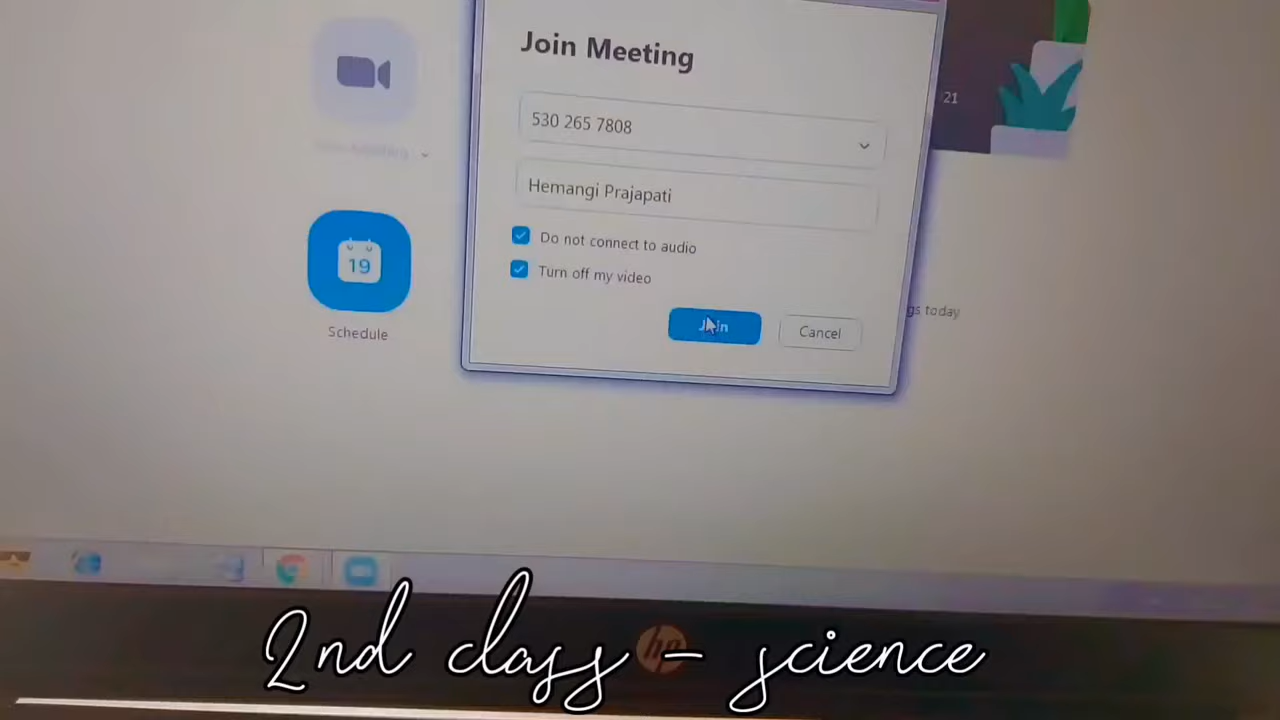 Join Meeting
21
530 265 7808
Hemangi Prajapati
Do not connect to audio
19
Turn off my video
gs today
Join
Cancel
Schedule
hp
2nd class - science